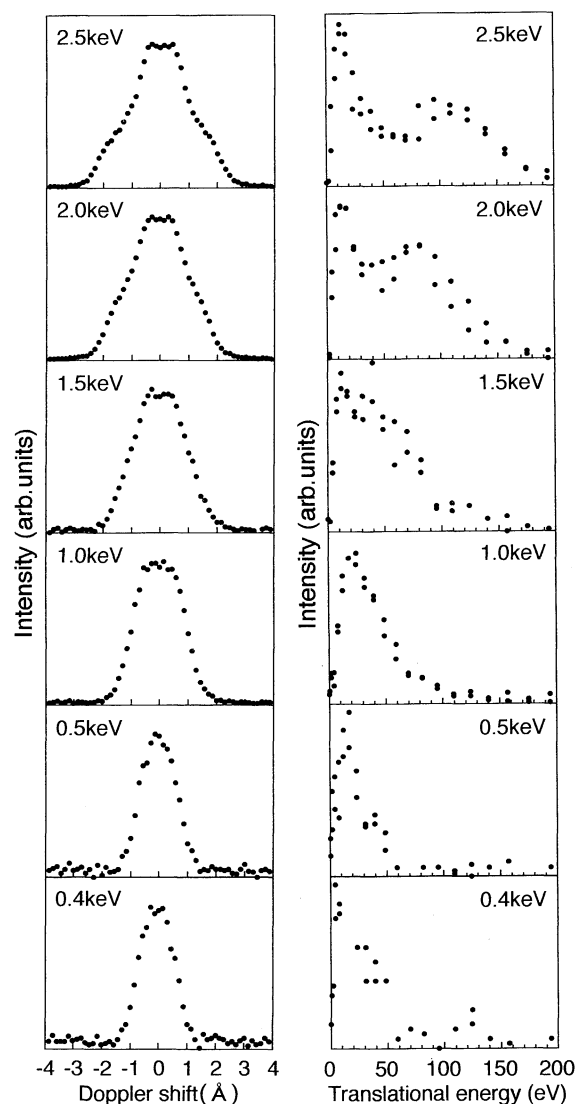 2.5keV
2.0keV
1.5keV
1.0keV
0.5keV
0.4keV
Intensity (arb.units)
-4 -3 -2 -1 0 1 2 3 4
Doppler shift(Å)
2.5keV
2.0keV
1.5keV
1.0keV
0.5keV
0.4keV
Intensity (arb.units)
0 50 100 150 200
Translational energy (eV)